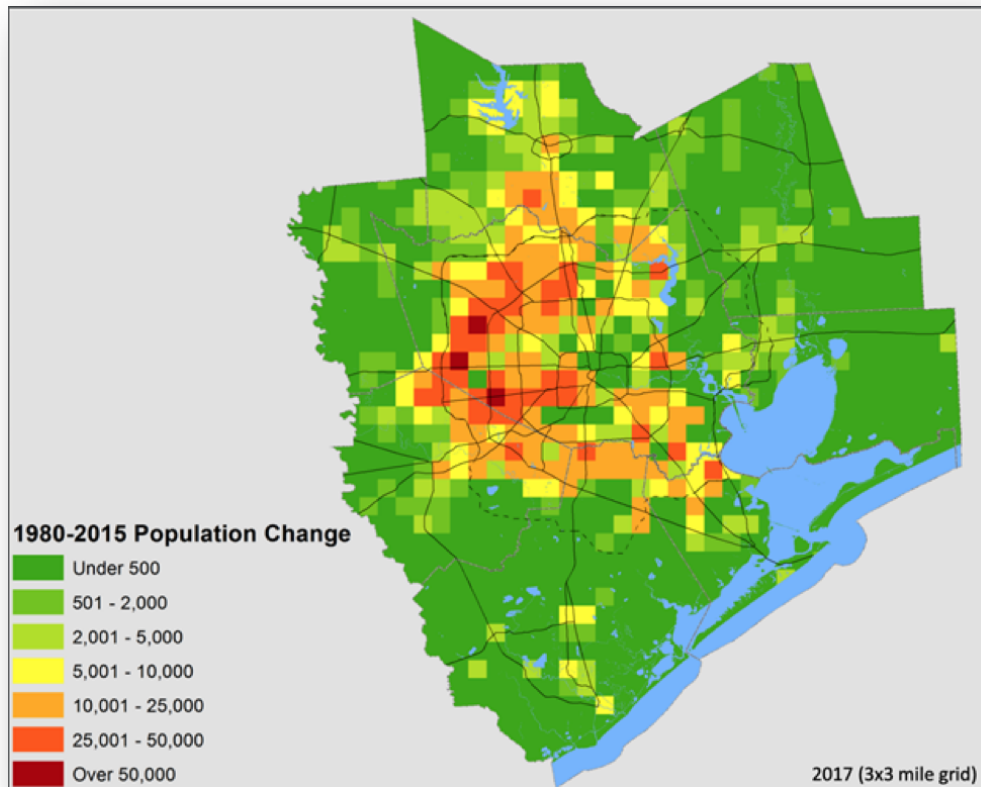 1980-2015 Population Change
Under 500
501 - 2,000
2,001 - 5,000
5,001 - 10,000
10,001 - 25,000
25,001 - 50,000
Over 50,000
2017 (3x3 mile grid)